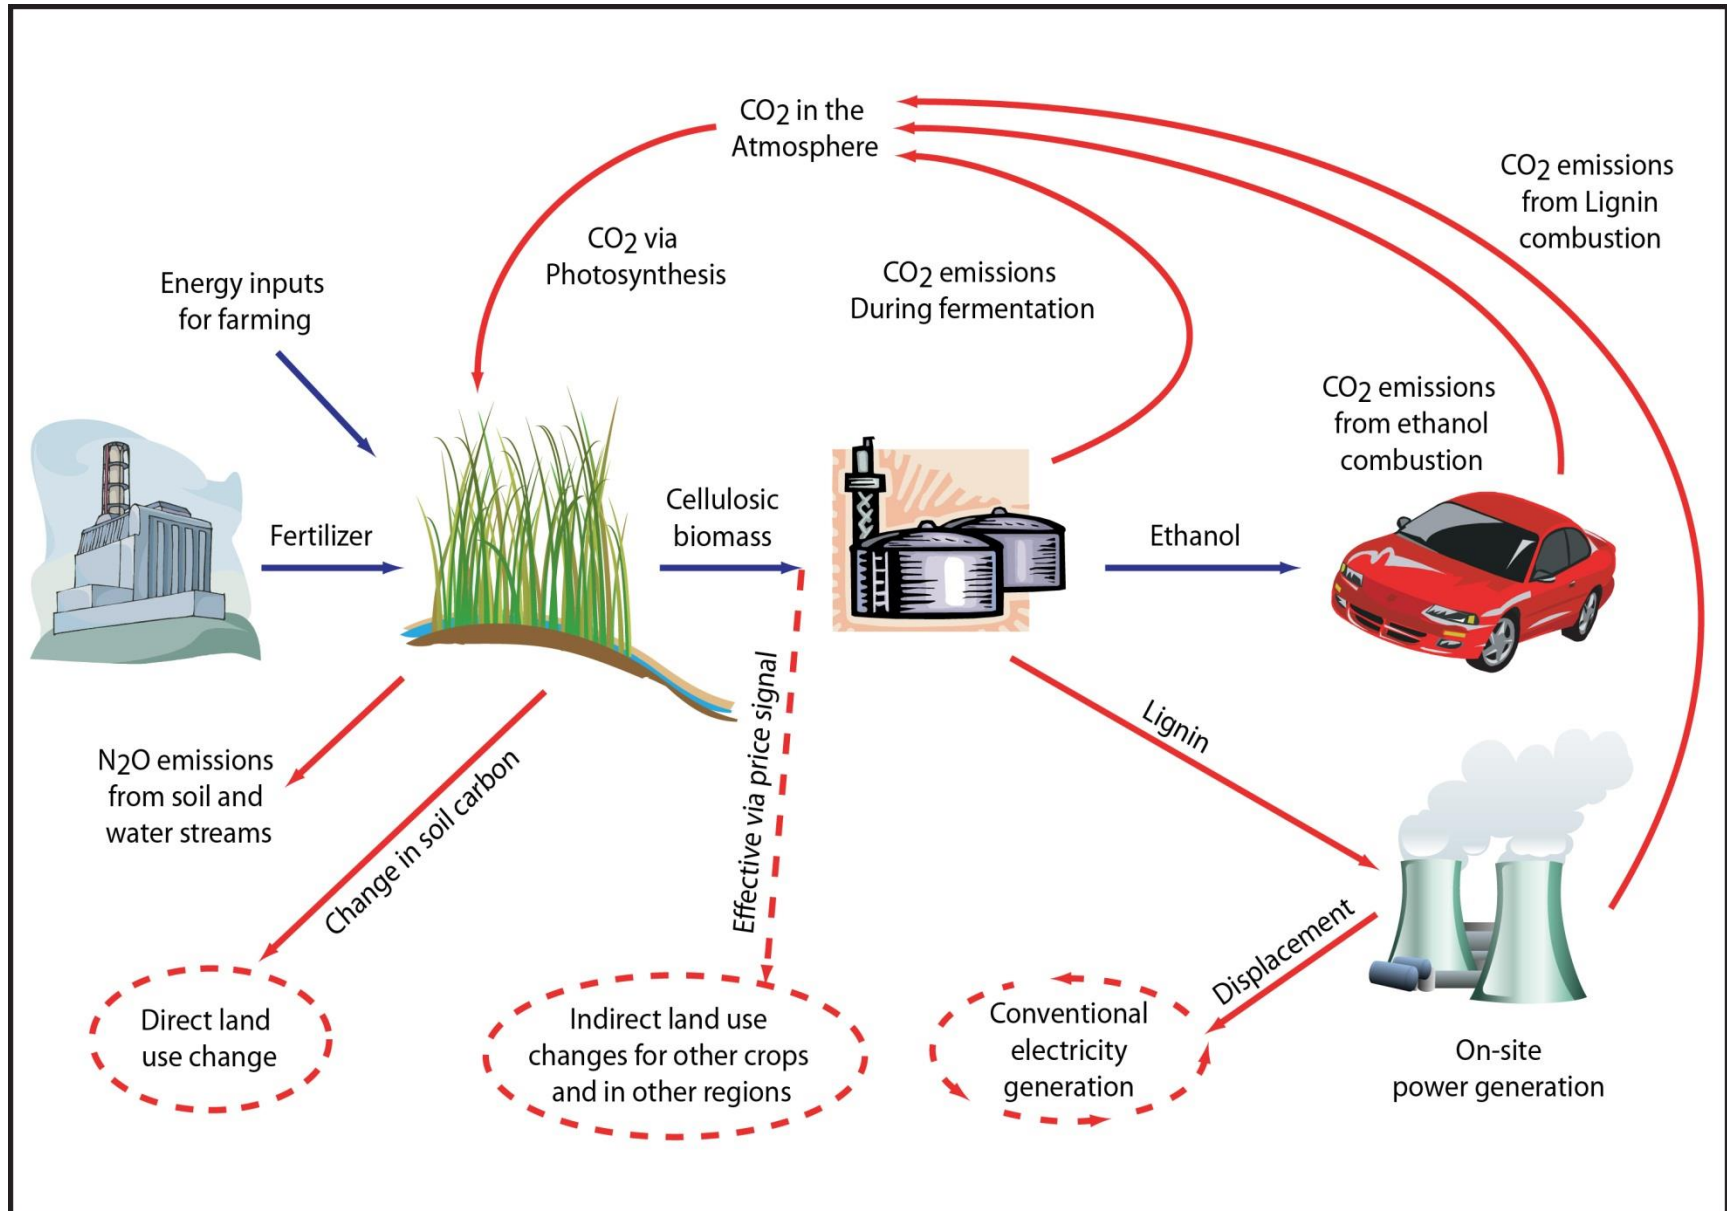 CO2 in the
Atmosphere
CO2 emissions
from Lignin
combustion
CO2 via
Photosynthesis
CO2 emissions
During fermentation
Energy inputs
for farming
CO2 emissions
from ethanol
combustion
Fertilizer
Cellulosic
biomass
Ethanol
N2O emissions
from soil and
water streams
Change in soil carbon
Effective via price signal
Lignin
Displacement
Direct land
use change
Indirect land use
changes for other crops
and in other regions
Conventional
electricity
generation
On-site
power generation